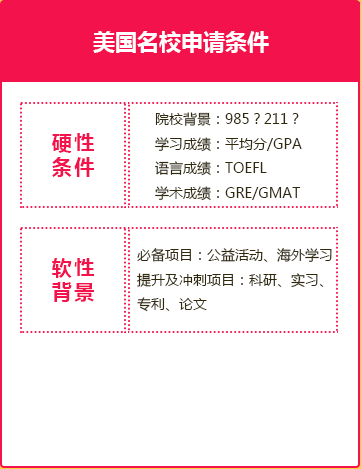 美国名校申请条件
硬性
条件
院校背景：985？211？
学习成绩：平均分/GPA
语言成绩：TOEFL
学术成绩：GRE/GMAT
软性
背景
必备项目：公益活动、海外学习
提升及冲刺项目：科研、实习、
专利、论文